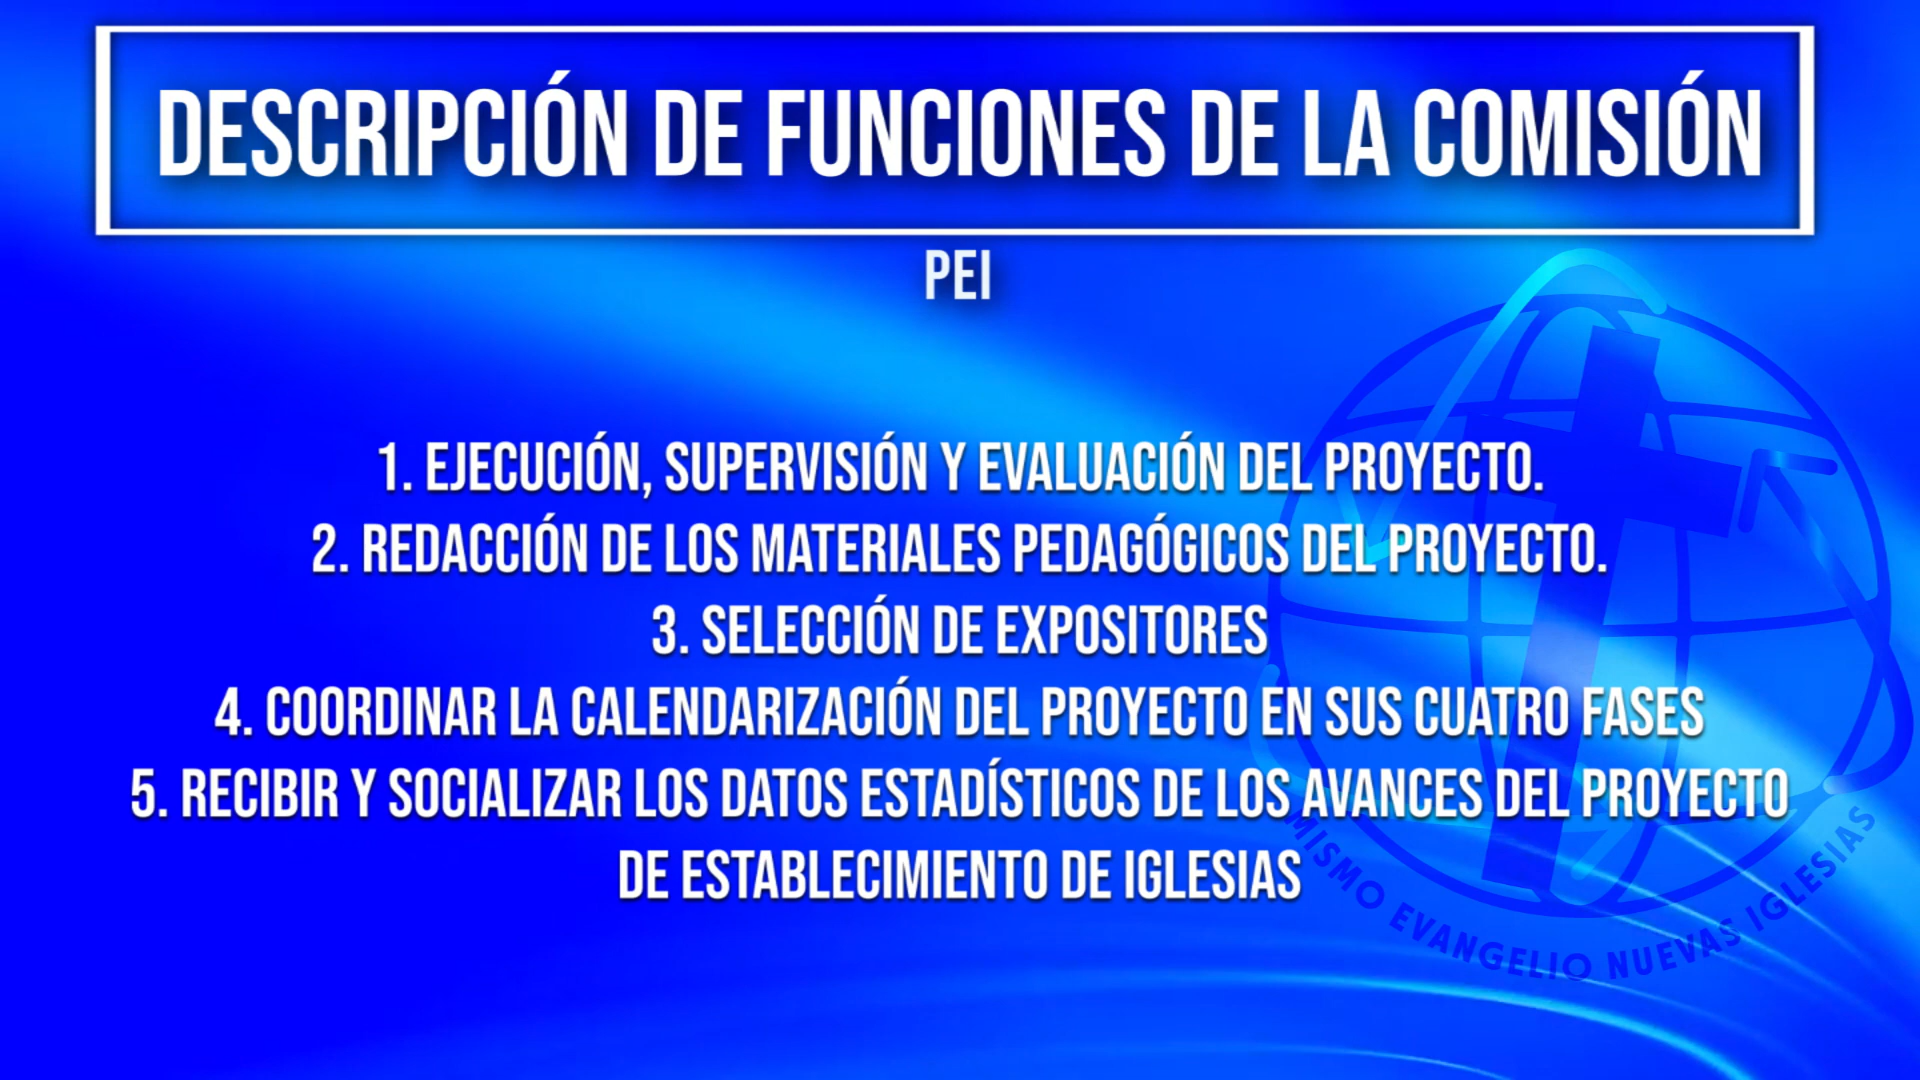 DESCRIPCIÓN DE FUNCIONES DE LA COMISIÓN
PEI
1. EJECUCIÓN, SUPERVISIÓN Y EVALUACIÓN DEL PROYECTO.
2. REDACCIÓN DE LOS MATERIALES PEDAGÓGICOS DEL PROYECTO.
3. SELECCIÓN DE EXPOSITORES
4. COORDINAR LA CALENDARIZACIÓN DEL PROYECTO EN SUS CUATRO FASES
5. RECIBIR Y SOCIALIZAR LOS DATOS ESTADÍSTICOS DE LOS AVANCES DEL PROYECTO
DE ESTABLECIMIENTO DE IGLESIAS
MISMO EVANGELIO NUEVAS IGLESIAS